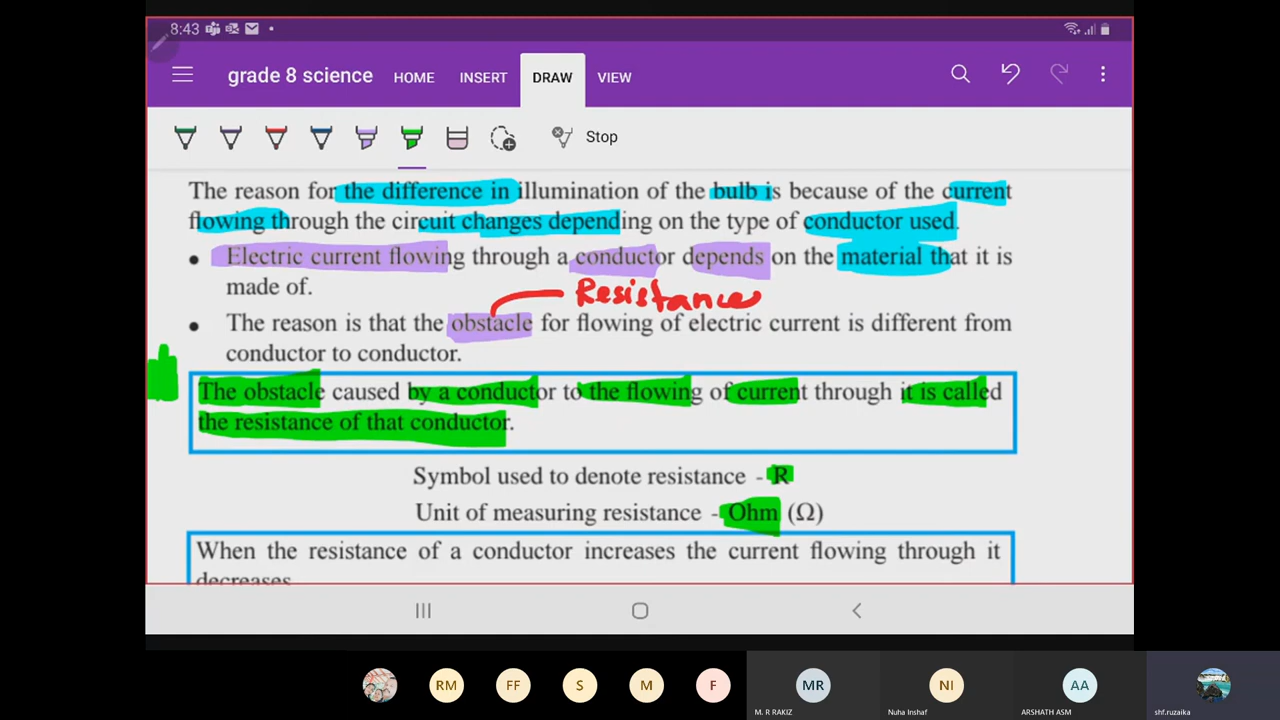 8:43
grade 8 science HOME INSERT DRAW VIEW
Stop
The reason for the difference in illumination of the bulb is because of the current
flowing through the circuit changes depending on the type of conductor used.
• Electric current flowing through a conductor depends on the material that it is
made of.
Resistance
• The reason is that the obstacle for flowing of electric current is different from
conductor to conductor.
The obstacle caused by a conductor to the flowing of current through it is called
the resistance of that conductor.
Symbol used to denote resistance - R
Unit of measuring resistance - Ohm (Ω)
When the resistance of a conductor increases the current flowing through it
decreases
RM FF S M F MR NI AA
M. R RAKIZ Nuha Inshaf ARSHATH ASM shf.ruzaika